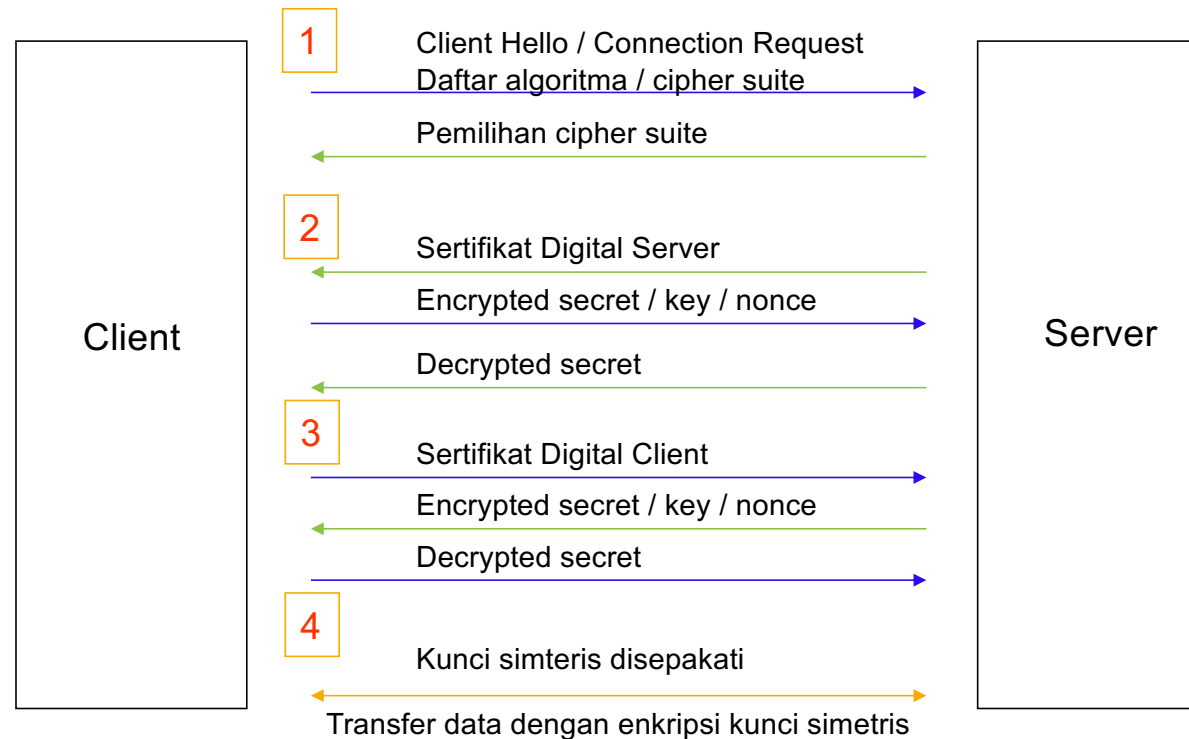 1
Client Hello / Connection Request
Daftar algoritma / cipher suite
Pemilihan cipher suite
2
Sertifikat Digital Server
Encrypted secret / key / nonce
Client
Server
Decrypted secret
3
Sertifikat Digital Client
Encrypted secret / key / nonce
Decrypted secret
4
Kunci simteris disepakati
Transfer data dengan enkripsi kunci simetris